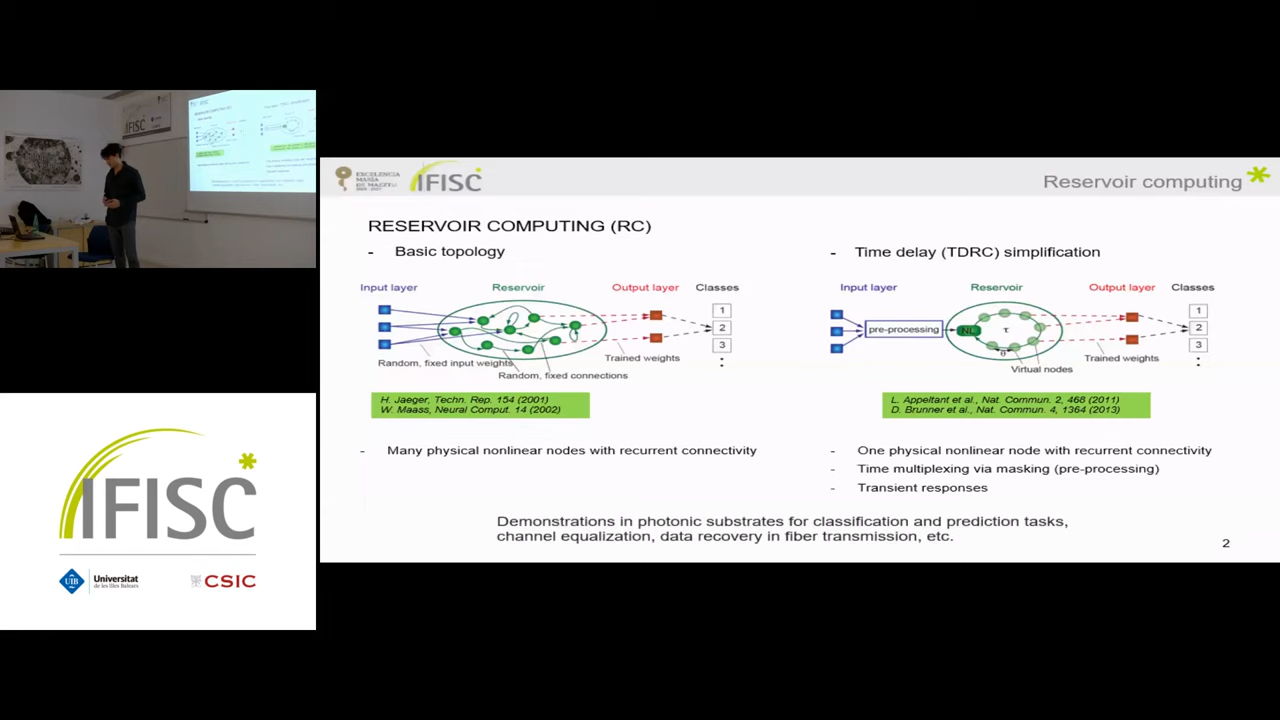 EXCELENCIA
MARÍA
DE MAEZTU
IFISC
Reservoir computing
RESERVOIR COMPUTING (RC)
- Basic topology
Input layer
Reservoir
Output layer
Classes
1
2
3
Random, fixed input weights
Random, fixed connections
Trained weights
H. Jaeger, Techn. Rep. 154 (2001)
W. Maass, Neural Comput. 14 (2002)
- Many physical nonlinear nodes with recurrent connectivity
- Time delay (TDRC) simplification
Input layer
Reservoir
Output layer
Classes
pre-processing
NL
τ
θ
1
2
3
Trained weights
Virtual nodes
L. Appeltant et al., Nat. Commun. 2, 468 (2011)
D. Brunner et al., Nat. Commun. 4, 1364 (2013)
- One physical nonlinear node with recurrent connectivity
- Time multiplexing via masking (pre-processing)
- Transient responses
Demonstrations in photonic substrates for classification and prediction tasks,
channel equalization, data recovery in fiber transmission, etc.
2
IFISC
IFISC
UIB
Universitat
de les Illes Balears
CSIC